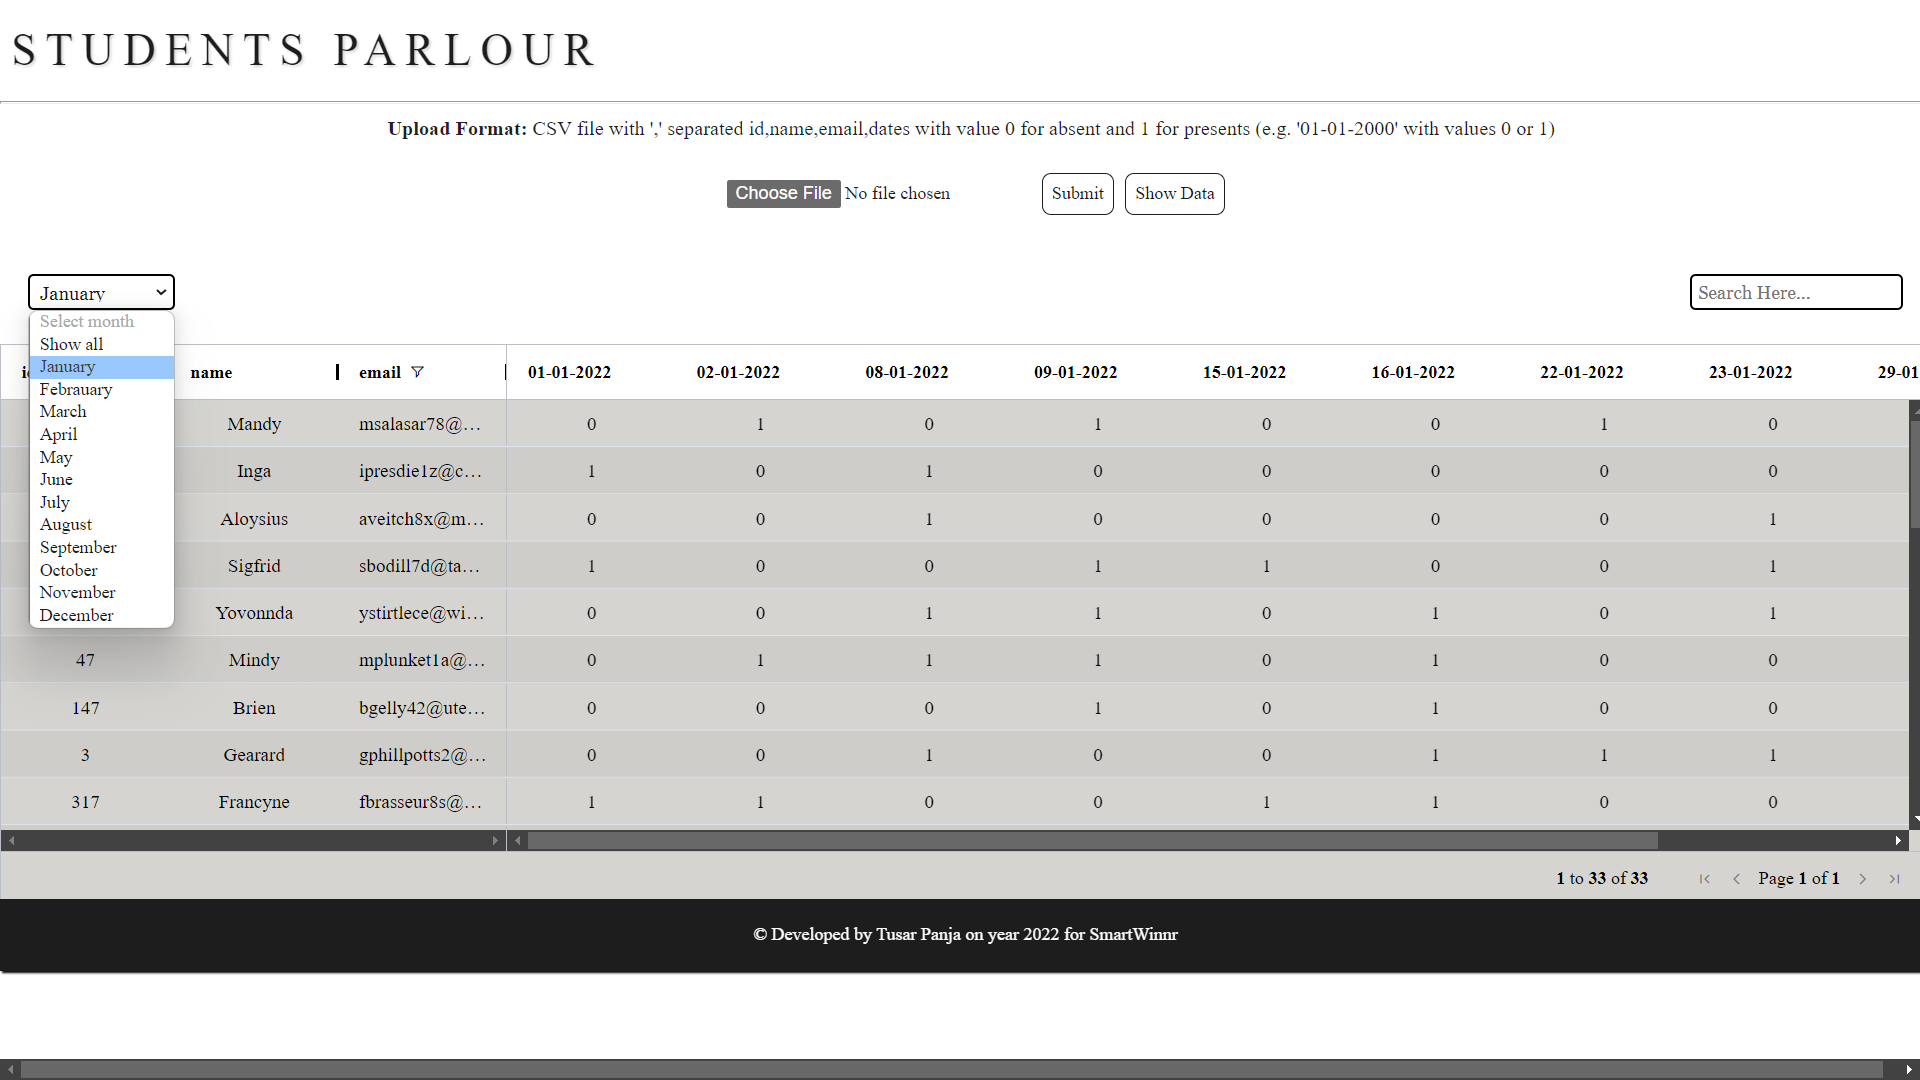 STUDENTS PARLOUR
Upload Format: CSV file with ',' separated id,name,email,dates with value 0 for absent and 1 for presents (e.g. '01-01-2000' with values 0 or 1)
Choose File No file chosen Submit Show Data
January Search Here...
Select month
Show all
January
Febrauary
March
April
May
June
July
August
September
October
November
December
name email 01-01-2022 02-01-2022 08-01-2022 09-01-2022 15-01-2022 16-01-2022 22-01-2022 23-01-2022 29-01
Mandy msalasar78@... 0 1 0 1 0 0 1 0
Inga ipresdie1z@c... 1 0 1 0 0 0 0 0
Aloysius aveitch8x@m... 0 0 1 0 0 0 0 1
Sigfrid sbodill7d@ta... 1 0 0 1 1 0 0 1
Yovonnda ystirtlece@wi... 0 0 1 1 0 1 0 1
47 Mindy mplunket1a@... 0 1 1 1 0 1 0 0
147 Brien bgelly42@ute... 0 0 0 1 0 1 0 0
3 Gearard gphillpotts2@... 0 0 1 0 0 1 1 1
317 Francyne fbrasseur8s@... 1 1 0 0 1 1 0 0
1 to 33 of 33 Page 1 of 1
© Developed by Tusar Panja on year 2022 for SmartWinnr